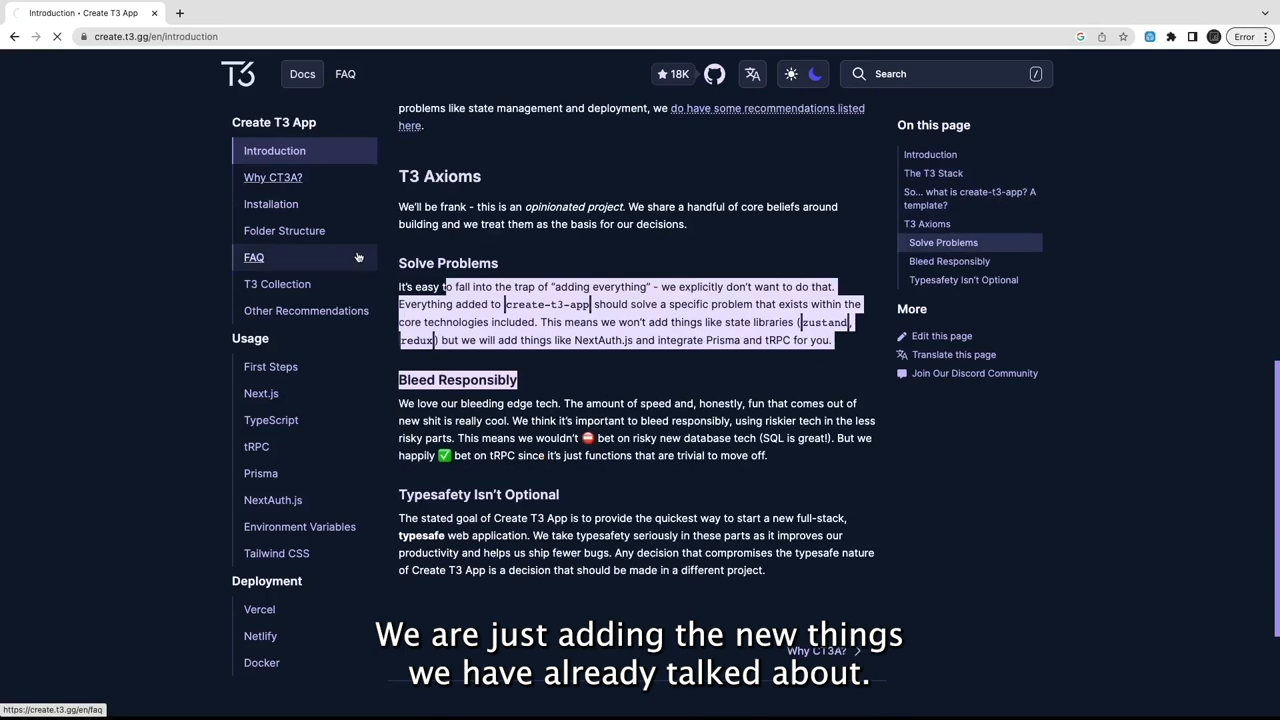 Introduction • Create T3 App
create.t3.gg/en/introduction
Error
T3
Docs
FAQ
18K
Search
/
Create T3 App
Introduction
Why CT3A?
Installation
Folder Structure
FAQ
T3 Collection
Other Recommendations
Usage
First Steps
Next.js
TypeScript
tRPC
Prisma
NextAuth.js
Environment Variables
Tailwind CSS
Deployment
Vercel
Netlify
Docker
problems like state management and deployment, we do have some recommendations listed
here.
T3 Axioms
We'll be frank - this is an opinionated project. We share a handful of core beliefs around
building and we treat them as the basis for our decisions.
Solve Problems
It's easy to fall into the trap of "adding everything" - we explicitly don't want to do that.
Everything added to create-t3-app should solve a specific problem that exists within the
core technologies included. This means we won't add things like state libraries (zustand,
redux) but we will add things like NextAuth.js and integrate Prisma and tRPC for you.
Bleed Responsibly
We love our bleeding edge tech. The amount of speed and, honestly, fun that comes out of
new shit is really cool. We think it's important to bleed responsibly, using riskier tech in the less
risky parts. This means we wouldn't ⛔ bet on risky new database tech (SQL is great!). But we
happily ✅ bet on tRPC since it's just functions that are trivial to move off.
Typesafety Isn't Optional
The stated goal of Create T3 App is to provide the quickest way to start a new full-stack,
typesafe web application. We take typesafety seriously in these parts as it improves our
productivity and helps us ship fewer bugs. Any decision that compromises the typesafe nature
of Create T3 App is a decision that should be made in a different project.
Why CT3A?
On this page
Introduction
The T3 Stack
So... what is create-t3-app? A
template?
T3 Axioms
Solve Problems
Bleed Responsibly
Typesafety Isn't Optional
More
Edit this page
Translate this page
Join Our Discord Community
We are just adding the new things
we have already talked about.
https://create.t3.gg/en/faq